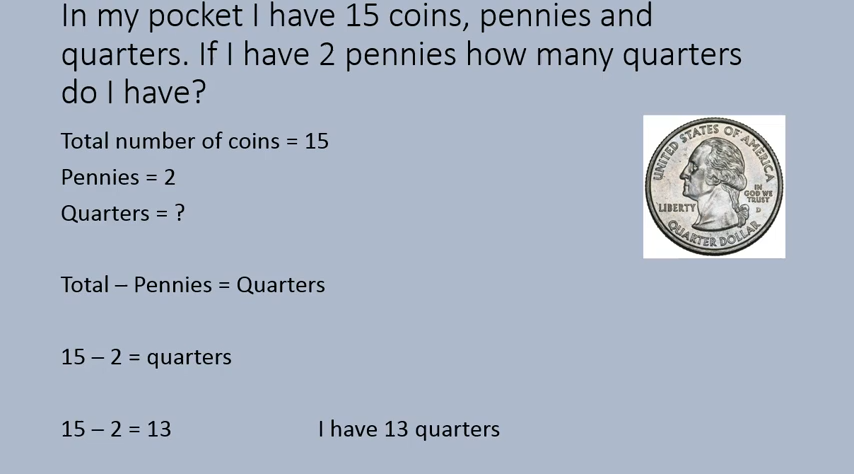 In my pocket I have 15 coins, pennies and
quarters. If I have 2 pennies how many quarters
do I have?
Total number of coins = 15
Pennies = 2
Quarters = ?
UNITED STATES OF AMERICA
IN
GOD WE
TRUST
LIBERTY
D
QUARTER DOLLAR
Total – Pennies = Quarters
15 – 2 = quarters
15 – 2 = 13 I have 13 quarters